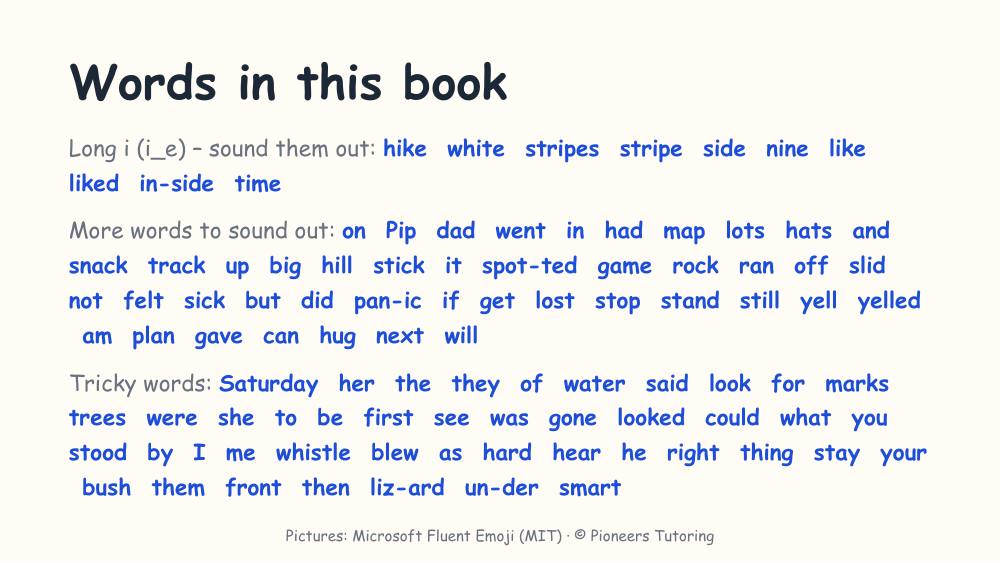 Words in this book
Long i (i_e) – sound them out: hike white stripes stripe side nine like
liked in-side time
More words to sound out: on Pip dad went in had map lots hats and
snack track up big hill stick it spot-ted game rock ran off slid
not felt sick but did pan-ic if get lost stop stand still yell yelled
am plan gave can hug next will
Tricky words: Saturday her the they of water said look for marks
trees were she to be first see was gone looked could what you
stood by I me whistle blew as hard hear he right thing stay your
bush them front then liz-ard un-der smart
Pictures: Microsoft Fluent Emoji (MIT) · © Pioneers Tutoring